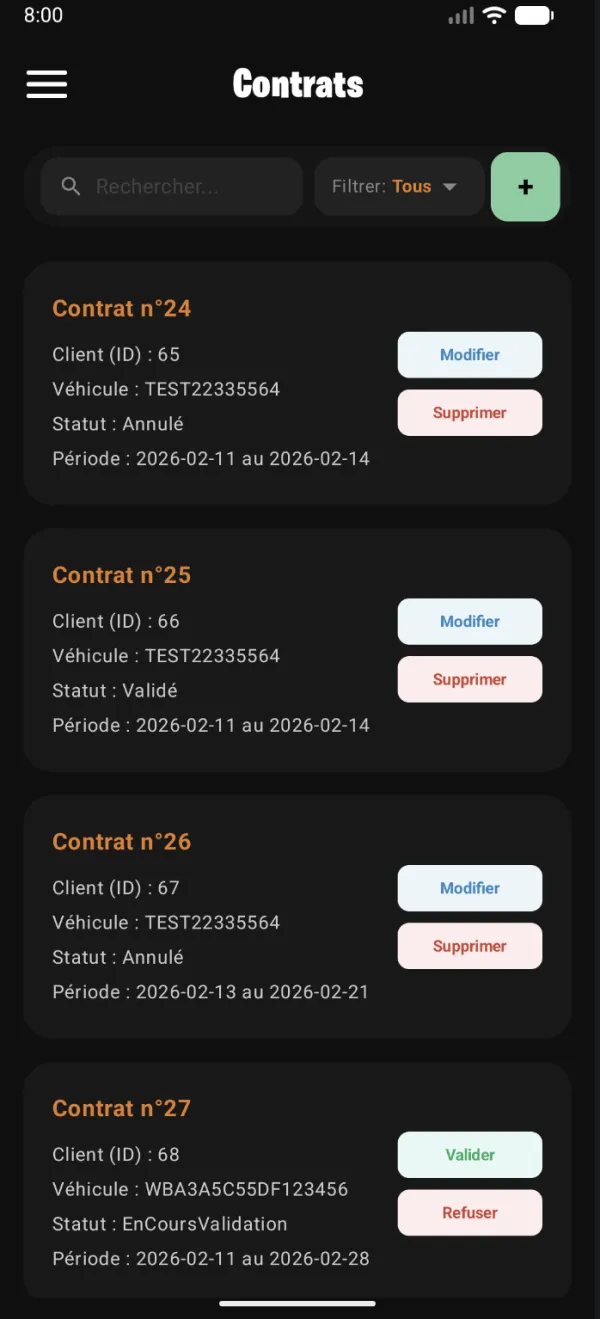 8:00
Contrats
Rechercher...
Filtrer: Tous
+
Contrat n°24
Client (ID) : 65
Véhicule : TEST22335564
Statut : Annulé
Période : 2026-02-11 au 2026-02-14
Modifier
Supprimer
Contrat n°25
Client (ID) : 66
Véhicule : TEST22335564
Statut : Validé
Période : 2026-02-11 au 2026-02-14
Modifier
Supprimer
Contrat n°26
Client (ID) : 67
Véhicule : TEST22335564
Statut : Annulé
Période : 2026-02-13 au 2026-02-21
Modifier
Supprimer
Contrat n°27
Client (ID) : 68
Véhicule : WBA3A5C55DF123456
Statut : EnCoursValidation
Période : 2026-02-11 au 2026-02-28
Valider
Refuser